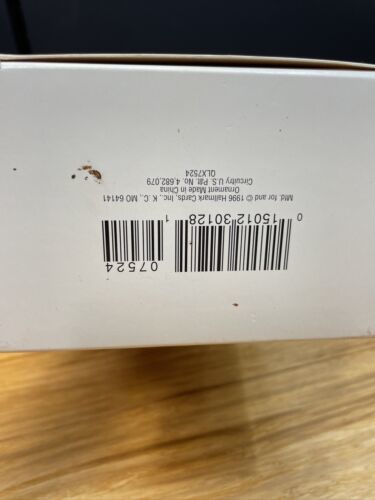 0 15012 30128 1
07524
Mfd. for and © 1996 Hallmark Cards, Inc., K. C., MO 64141
Ornament Made in China
Circuitry U.S. Patt. No. 4,682,079
QLX7524